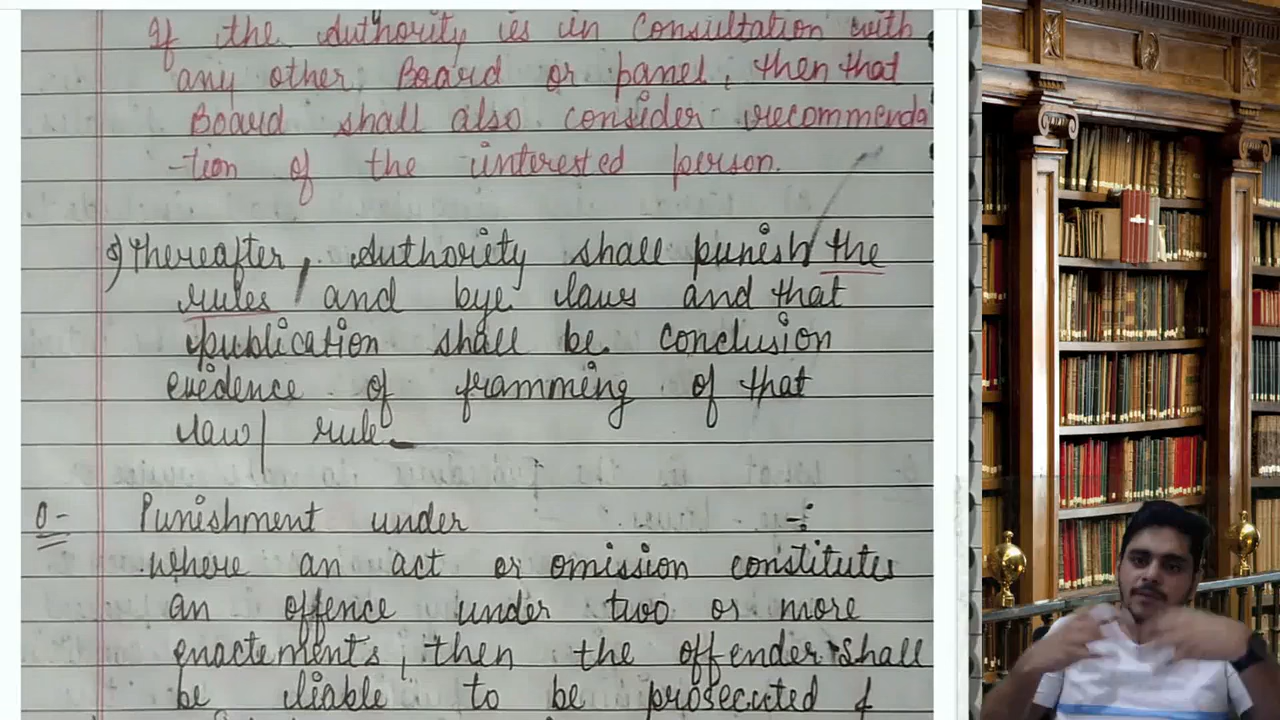 If the Authority is in Consultation with
any other Board or panel, then that
Board shall also consider recommenda
-tion of the interested person.
g) Thereafter, Authority shall punish the
rules / and bye laws and that
publication shall be conclusion
evidence of framming of that
law/ rule.
Q- Punishment under -:
where an act or omission constitutes
an offence under two or more
enactements, then the offender shall
be liable to be prosecuted &